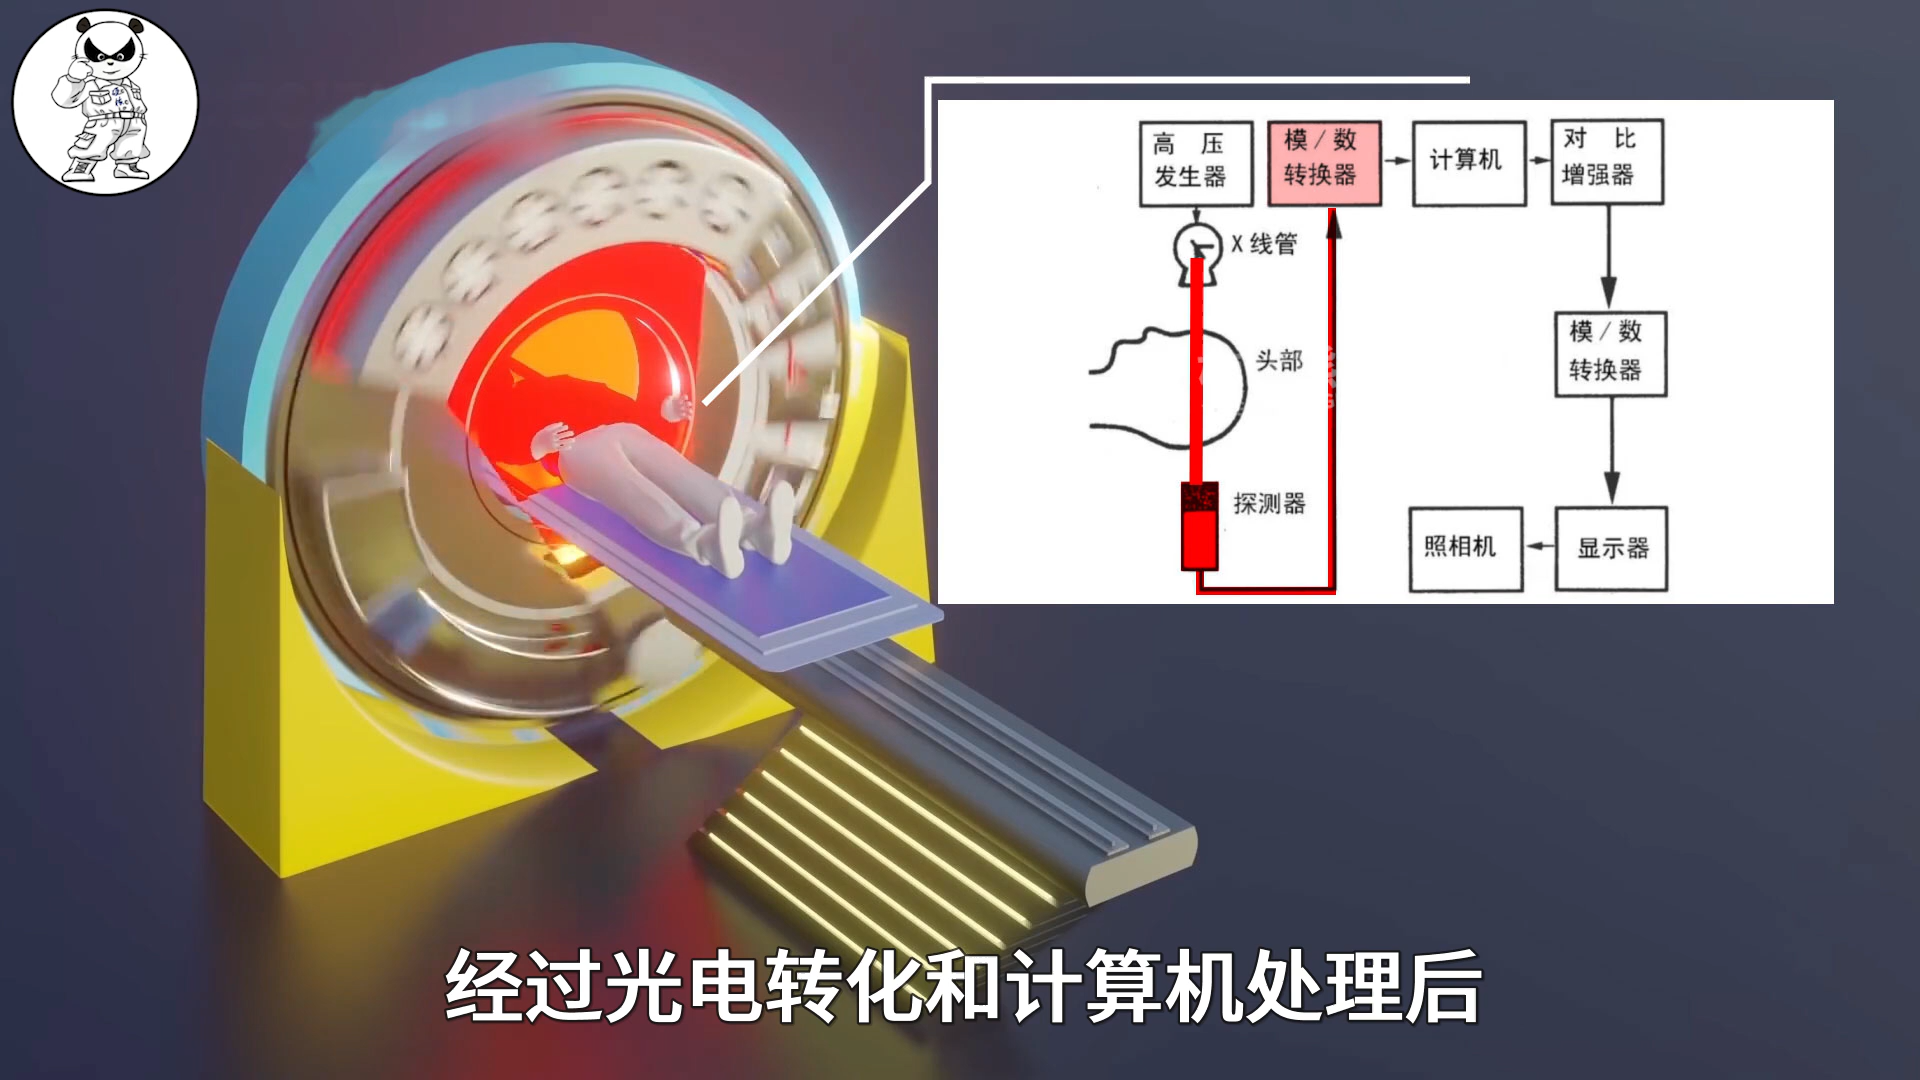 高 压
发生器
模/数
转换器
计算机
对 比
增强器
X线管
头部
模/数
转换器
探测器
照相机
显示器
经过光电转化和计算机处理后